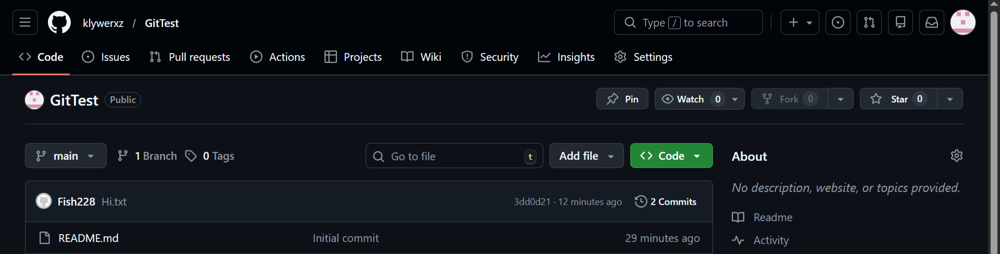 klywerxz / GitTest
Type / to search
Code Issues Pull requests Actions Projects Wiki Security Insights Settings
GitTest Public
Pin Watch 0 Fork 0 Star 0
main 1 Branch 0 Tags
Go to file t
Add file
Code
About
No description, website, or topics provided.
Fish228 Hi.txt 3dd0d21 · 12 minutes ago 2 Commits
Readme
README.md Initial commit 29 minutes ago
Activity